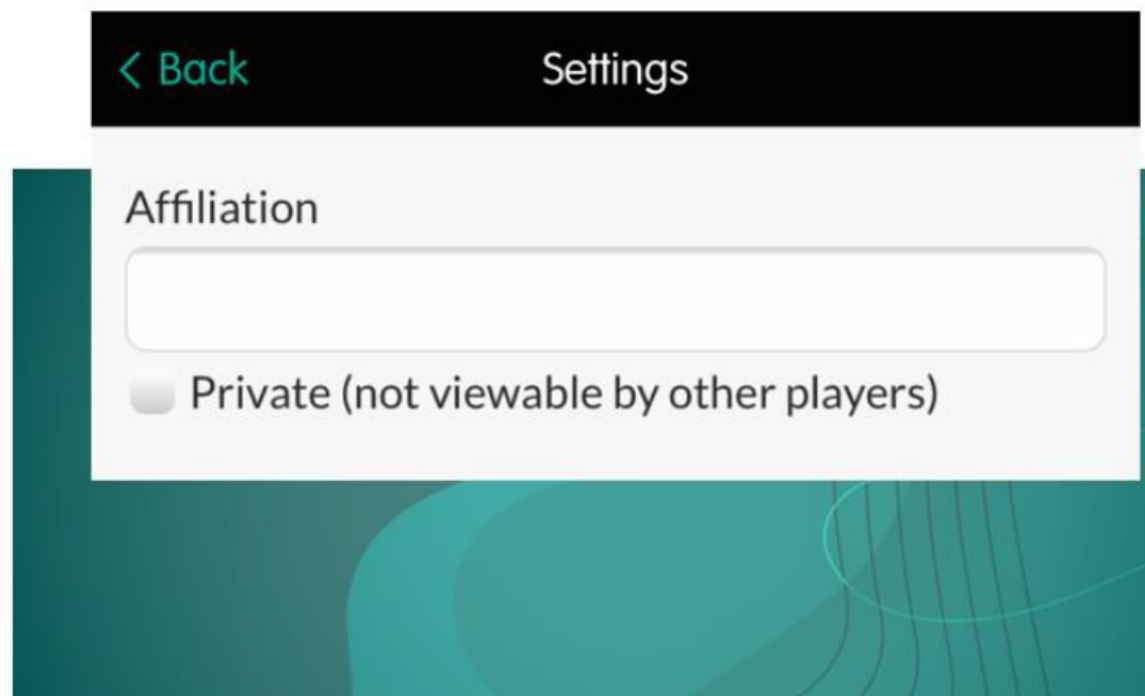 < Back Settings
Affiliation
Private (not viewable by other players)